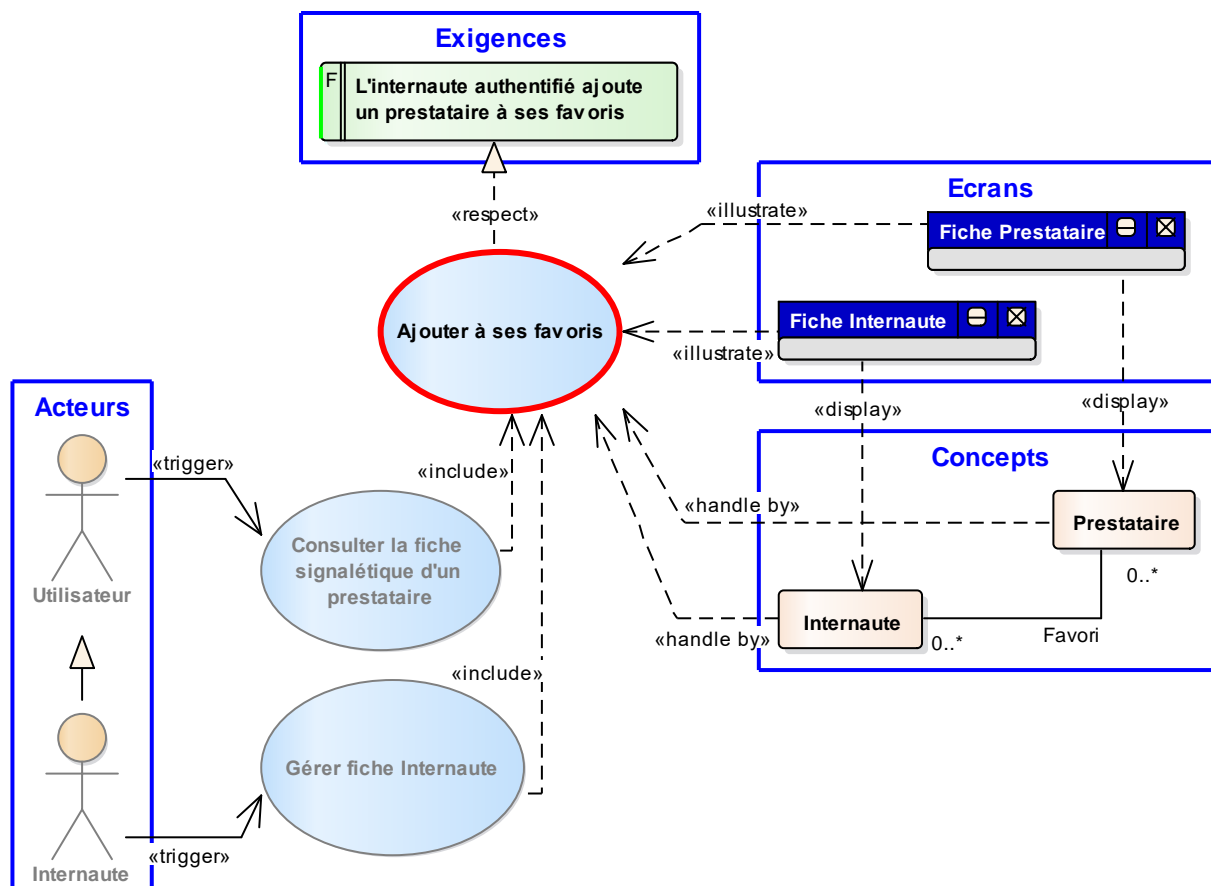 Exigences
F
L'internaute authentifié ajoute
un prestataire à ses favoris
«respect»
Ecrans
«illustrate»
Fiche Prestataire
Fiche Internaute
«illustrate»
Ajouter à ses favoris
«display»
«display»
Acteurs
«trigger»
Utilisateur
«include»
Consulter la fiche
signalétique d'un
prestataire
Concepts
«handle by»
Prestataire
0..*
Internaute
«handle by»
0..*
Favori
«include»
Gérer fiche Internaute
«trigger»
Internaute